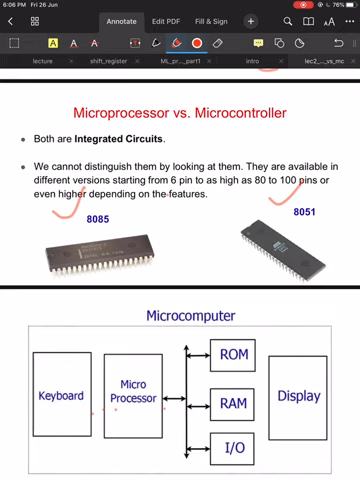 6:06 PM Fri 26 Jun
76%
Annotate Edit PDF Fill & Sign
lecture shift_register ML_pr..._part1 intro lec2_..._vs_mc
Microprocessor vs. Microcontroller
Both are Integrated Circuits.
We cannot distinguish them by looking at them. They are available in
different versions starting from 6 pin to as high as 80 to 100 pins or
even higher depending on the features.
8085
8051
Microcomputer
Keyboard
Micro
Processor
ROM
RAM
I/O
Display